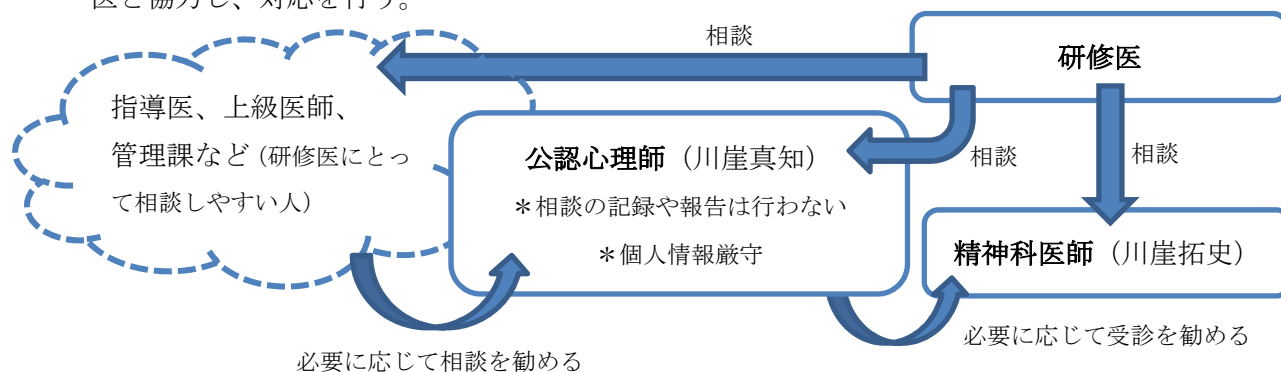 医と協力し、対応を行う。
相談
研修医
指導医、上級医師、
管理課など（研修医にとっ
て相談しやすい人）
公認心理師（川崖真知）
＊相談の記録や報告は行わない
＊個人情報厳守
相談
相談
精神科医師（川崖拓史）
必要に応じて受診を勧める
必要に応じて相談を勧める